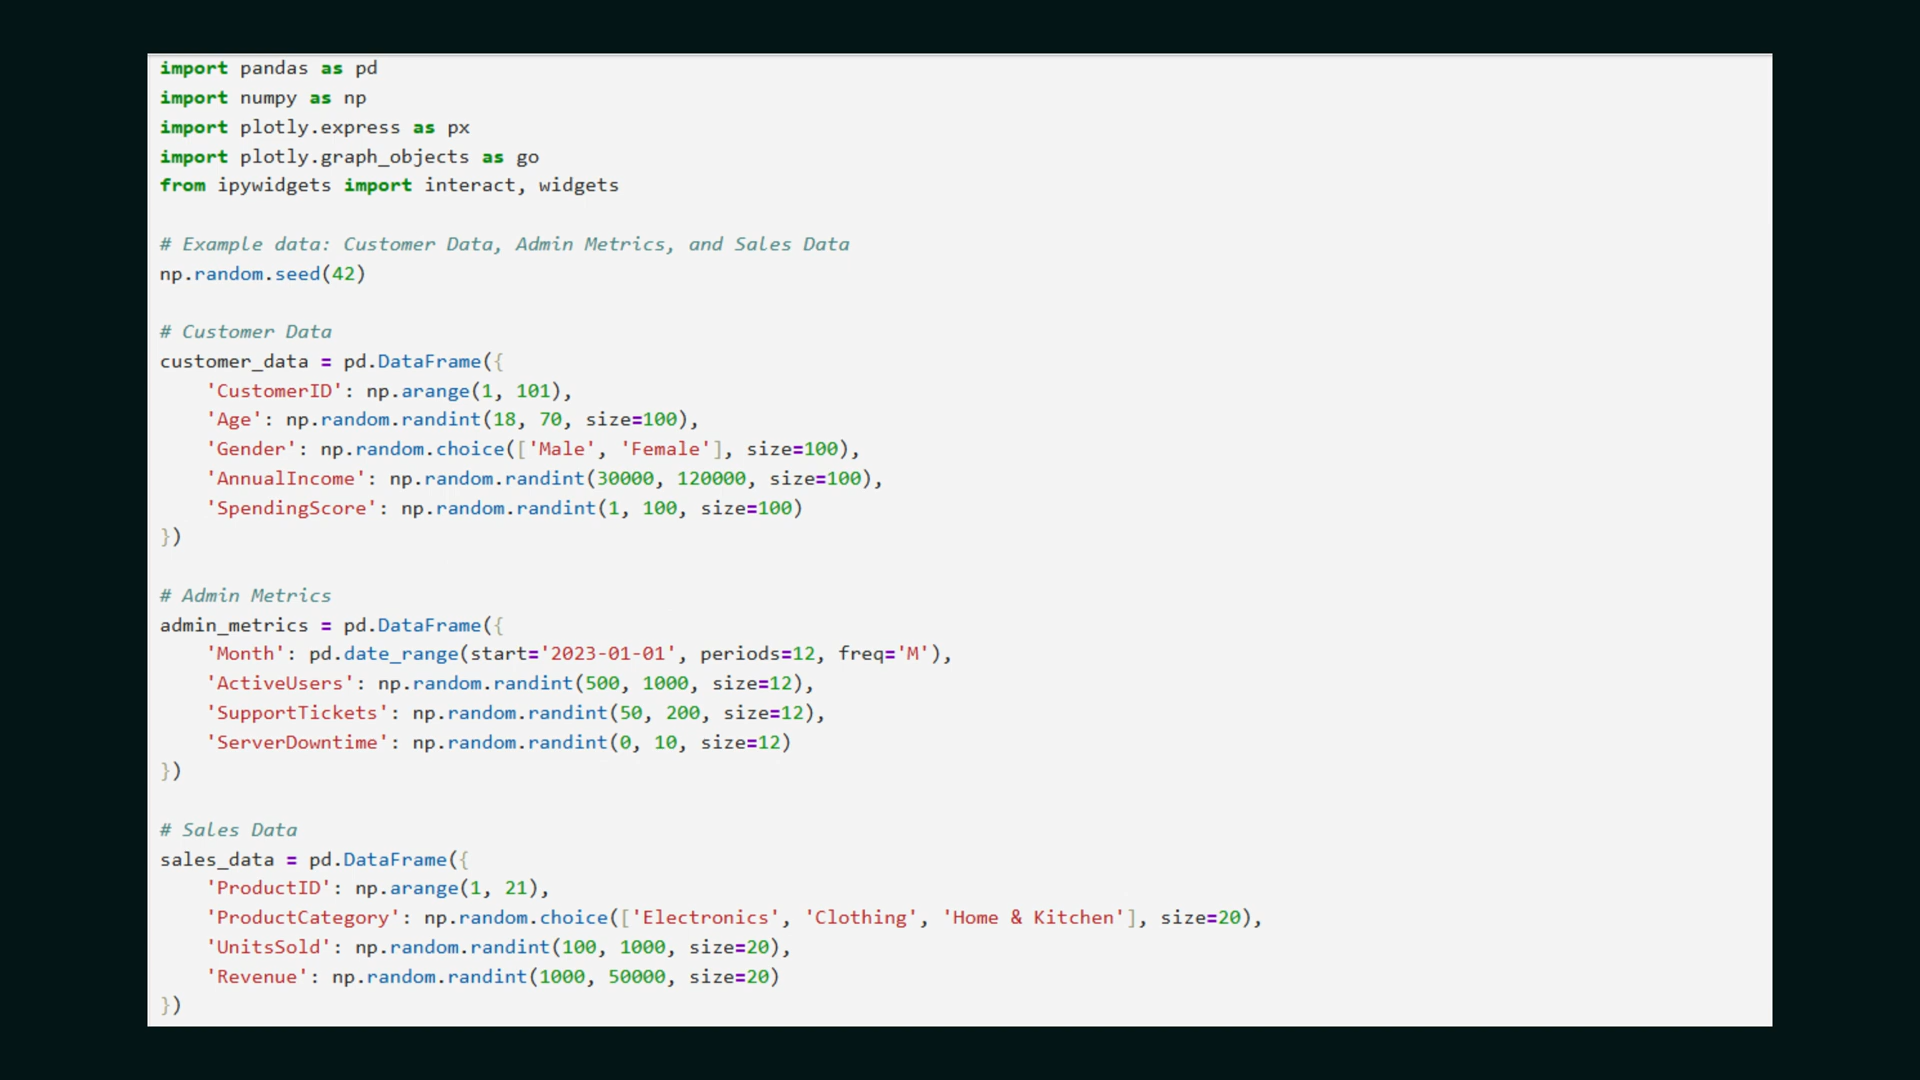 import pandas as pd
import numpy as np
import plotly.express as px
import plotly.graph_objects as go
from ipywidgets import interact, widgets

# Example data: Customer Data, Admin Metrics, and Sales Data
np.random.seed(42)

# Customer Data
customer_data = pd.DataFrame({
    'CustomerID': np.arange(1, 101),
    'Age': np.random.randint(18, 70, size=100),
    'Gender': np.random.choice(['Male', 'Female'], size=100),
    'AnnualIncome': np.random.randint(30000, 120000, size=100),
    'SpendingScore': np.random.randint(1, 100, size=100)
})

# Admin Metrics
admin_metrics = pd.DataFrame({
    'Month': pd.date_range(start='2023-01-01', periods=12, freq='M'),
    'ActiveUsers': np.random.randint(500, 1000, size=12),
    'SupportTickets': np.random.randint(50, 200, size=12),
    'ServerDowntime': np.random.randint(0, 10, size=12)
})

# Sales Data
sales_data = pd.DataFrame({
    'ProductID': np.arange(1, 21),
    'ProductCategory': np.random.choice(['Electronics', 'Clothing', 'Home & Kitchen'], size=20),
    'UnitsSold': np.random.randint(100, 1000, size=20),
    'Revenue': np.random.randint(1000, 50000, size=20)
})